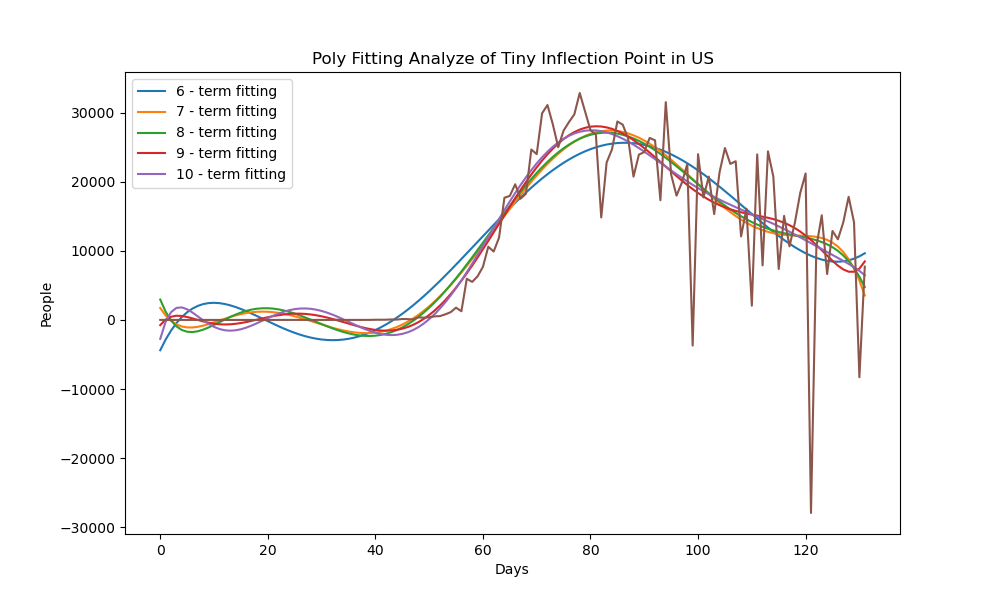 Poly Fitting Analyze of Tiny Inflection Point in US
6 - term fitting
7 - term fitting
8 - term fitting
9 - term fitting
10 - term fitting
30000
20000
10000
0
−10000
−20000
−30000
People
0 20 40 60 80 100 120
Days